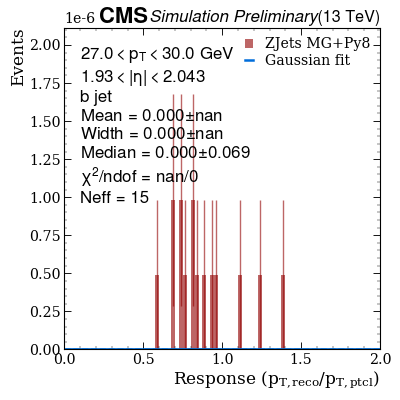 1e-6 CMS Simulation Preliminary (13 TeV)
Events
2.00
1.75
1.50
1.25
1.00
0.75
0.50
0.25
0.00
27.0 < pT < 30.0 GeV
1.93 < |η| < 2.043
b jet
Mean = 0.000±nan
Width = 0.000±nan
Median = 0.000±0.069
χ²/ndof = nan/0
Neff = 15
ZJets MG+Py8
Gaussian fit
0.0 0.5 1.0 1.5 2.0
Response (pT,reco/pT,ptcl)